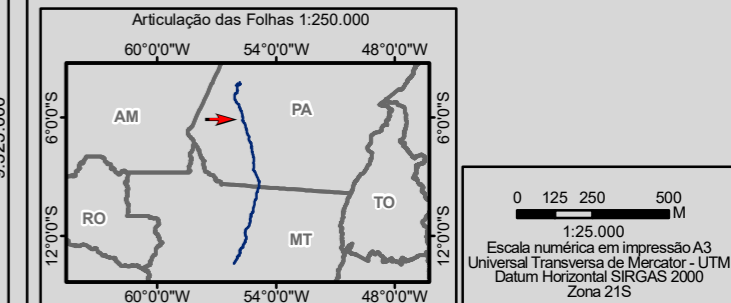 Articulação das Folhas 1:250.000
60°0'0"W 54°0'0"W 48°0'0"W
6°0'0"S 6°0'0"S
AM PA
RO TO
MT
12°0'0"S 12°0'0"S
60°0'0"W 54°0'0"W 48°0'0"W
0 125 250 500
M
1:25.000
Escala numérica em impressão A3
Universal Transversa de Mercator - UTM
Datum Horizontal SIRGAS 2000
Zona 21S